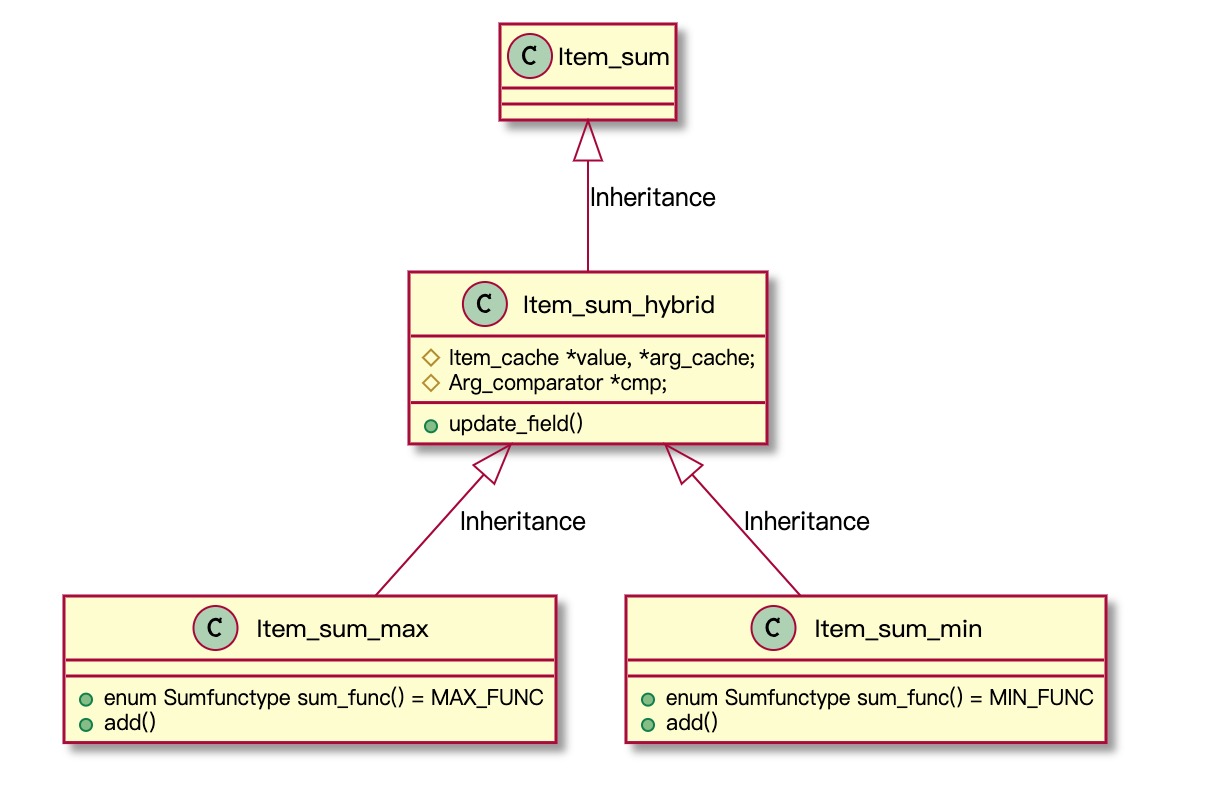 C Item_sum
Inheritance
C Item_sum_hybrid
Item_cache *value, *arg_cache;
Arg_comparator *cmp;
update_field()
Inheritance
Inheritance
C Item_sum_max
enum Sumfunctype sum_func() = MAX_FUNC
add()
C Item_sum_min
enum Sumfunctype sum_func() = MIN_FUNC
add()